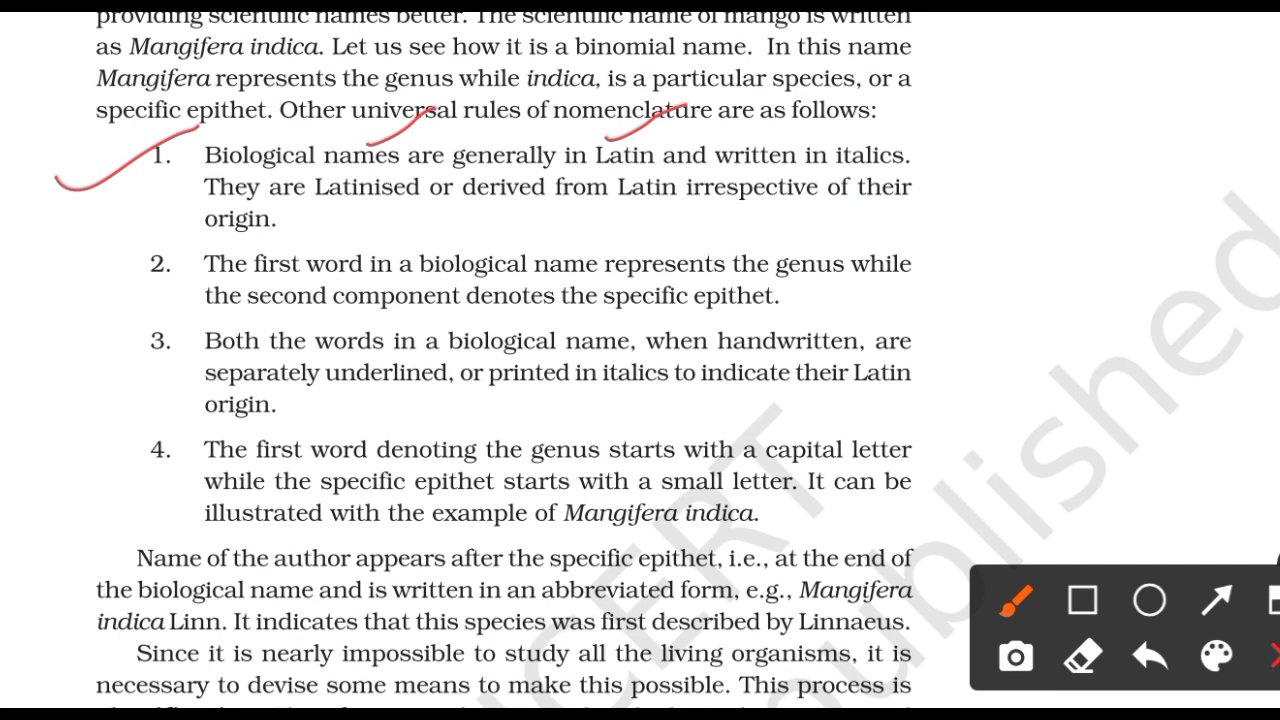 providing scientific names better. The scientific name of mango is written
as Mangifera indica. Let us see how it is a binomial name. In this name
Mangifera represents the genus while indica, is a particular species, or a
specific epithet. Other universal rules of nomenclature are as follows:
1. Biological names are generally in Latin and written in italics.
They are Latinised or derived from Latin irrespective of their
origin.
2. The first word in a biological name represents the genus while
the second component denotes the specific epithet.
3. Both the words in a biological name, when handwritten, are
separately underlined, or printed in italics to indicate their Latin
origin.
4. The first word denoting the genus starts with a capital letter
while the specific epithet starts with a small letter. It can be
illustrated with the example of Mangifera indica.
Name of the author appears after the specific epithet, i.e., at the end of
the biological name and is written in an abbreviated form, e.g., Mangifera
indica Linn. It indicates that this species was first described by Linnaeus.
Since it is nearly impossible to study all the living organisms, it is
necessary to devise some means to make this possible. This process is